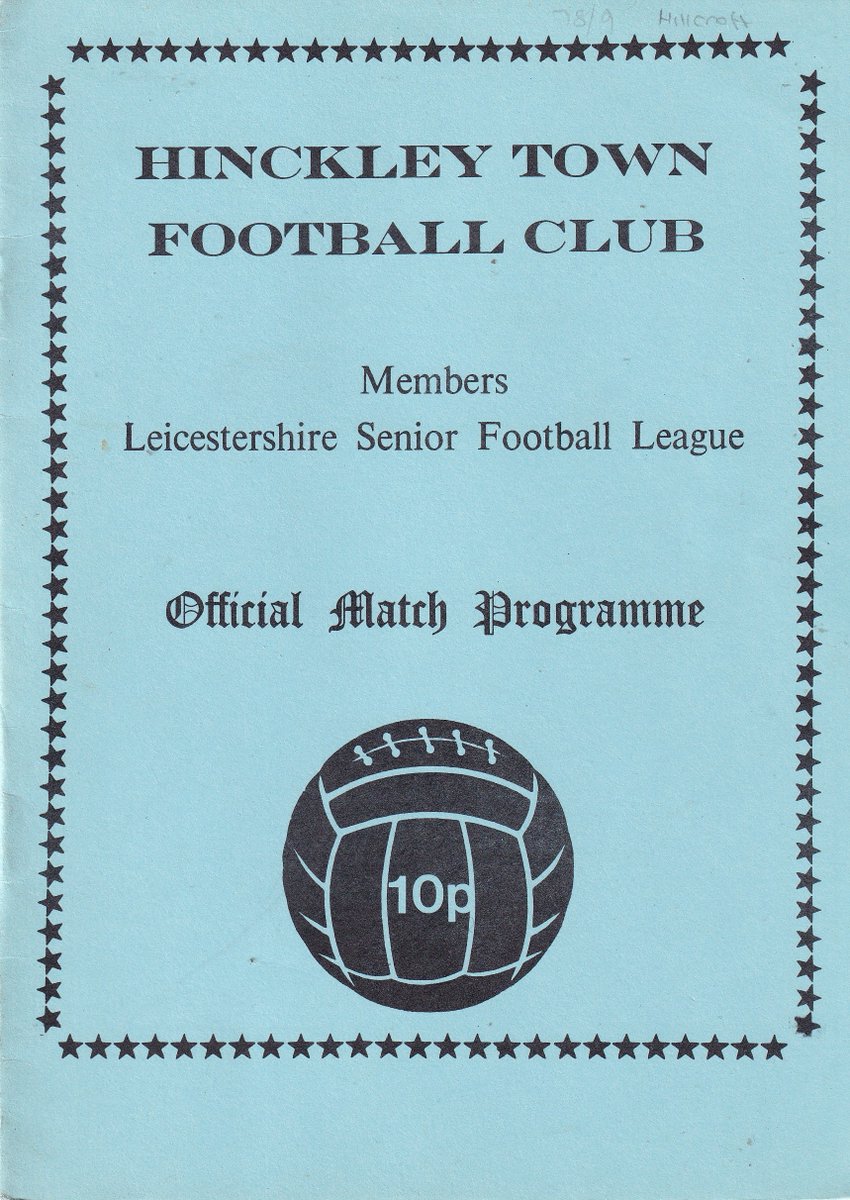 78/9 Hillcroft
HINCKLEY TOWN
FOOTBALL CLUB
Members
Leicestershire Senior Football League
Official Match Programme
10p